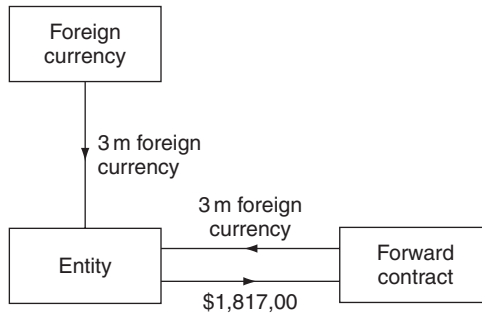 Foreign
currency
3 m foreign
currency
3 m foreign
currency
Entity
Forward
contract
$1,817,00